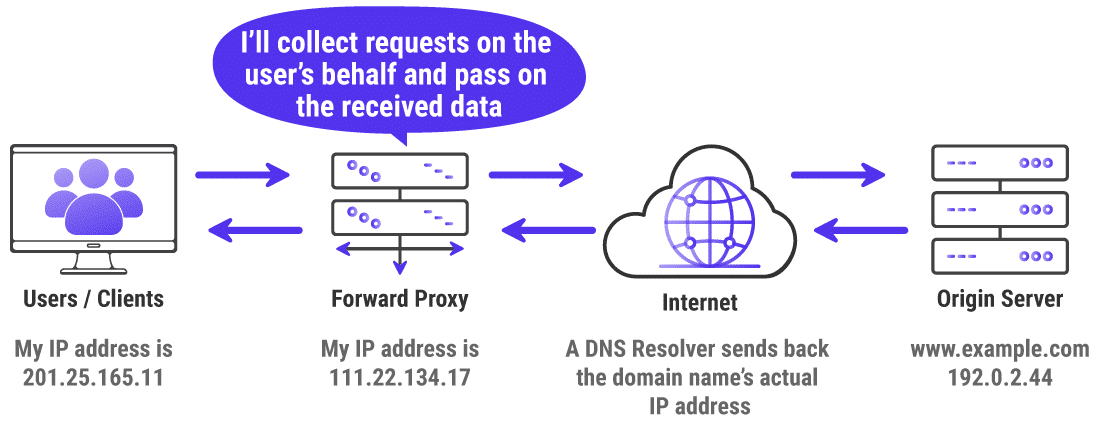 I’ll collect requests on the
user’s behalf and pass on
the received data
Users / Clients
My IP address is
201.25.165.11
Forward Proxy
My IP address is
111.22.134.17
Internet
A DNS Resolver sends back
the domain name’s actual
IP address
Origin Server
www.example.com
192.0.2.44